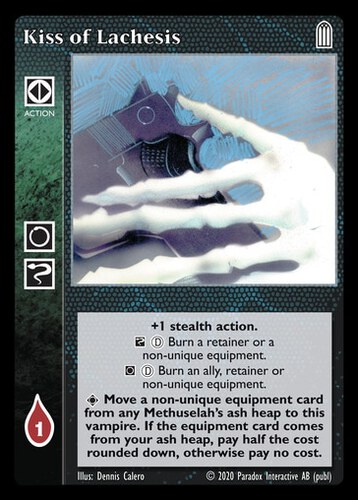 Kiss of Lachesis
ACTION
+1 stealth action.
D Burn a retainer or a
non-unique equipment.
D Burn an ally, retainer or
non-unique equipment.
Move a non-unique equipment card
from any Methuselah's ash heap to this
vampire. If the equipment card comes
from your ash heap, pay half the cost
rounded down, otherwise pay no cost.
1
Illus: Dennis Calero © 2020 Paradox Interactive AB (publ)